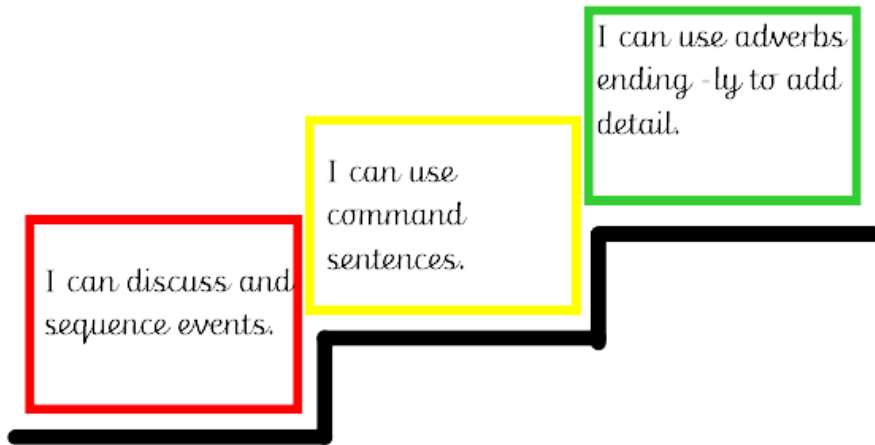 I can discuss and
sequence events.
I can use
command
sentences.
I can use adverbs
ending -ly to add
detail.